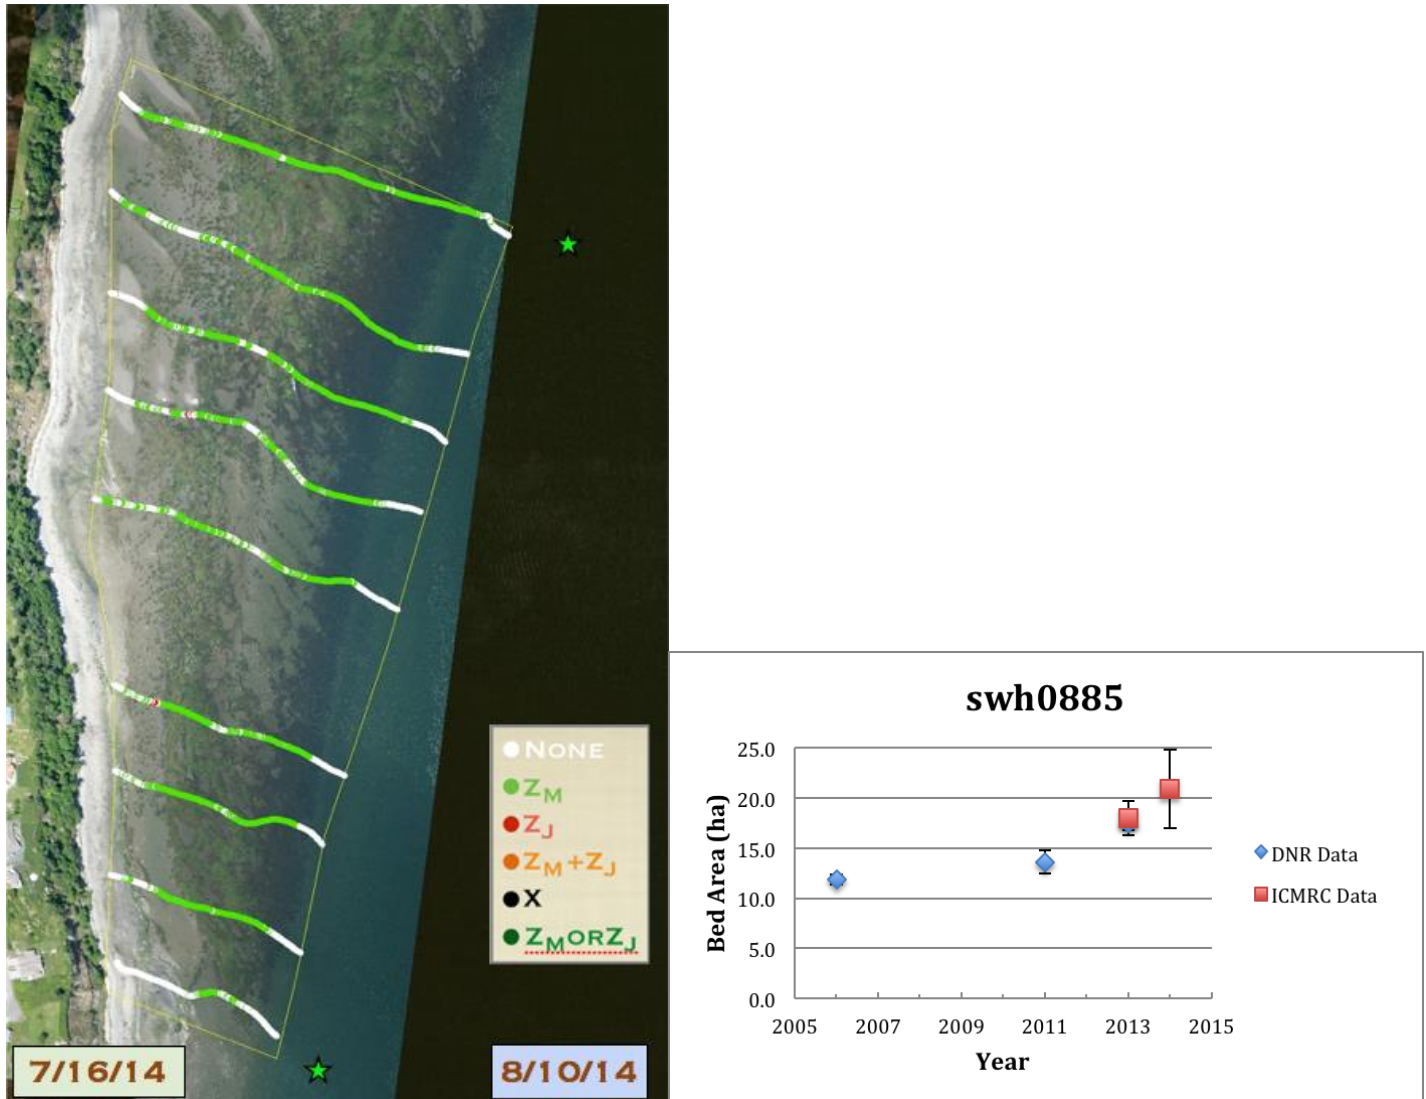 NONE
ZM
ZJ
ZM+ZJ
X
ZMORZJ
7/16/14
8/10/14
swh0885
25.0
20.0
15.0
10.0
5.0
0.0
Bed Area (ha)
2005 2007 2009 2011 2013 2015
Year
DNR Data
ICMRC Data